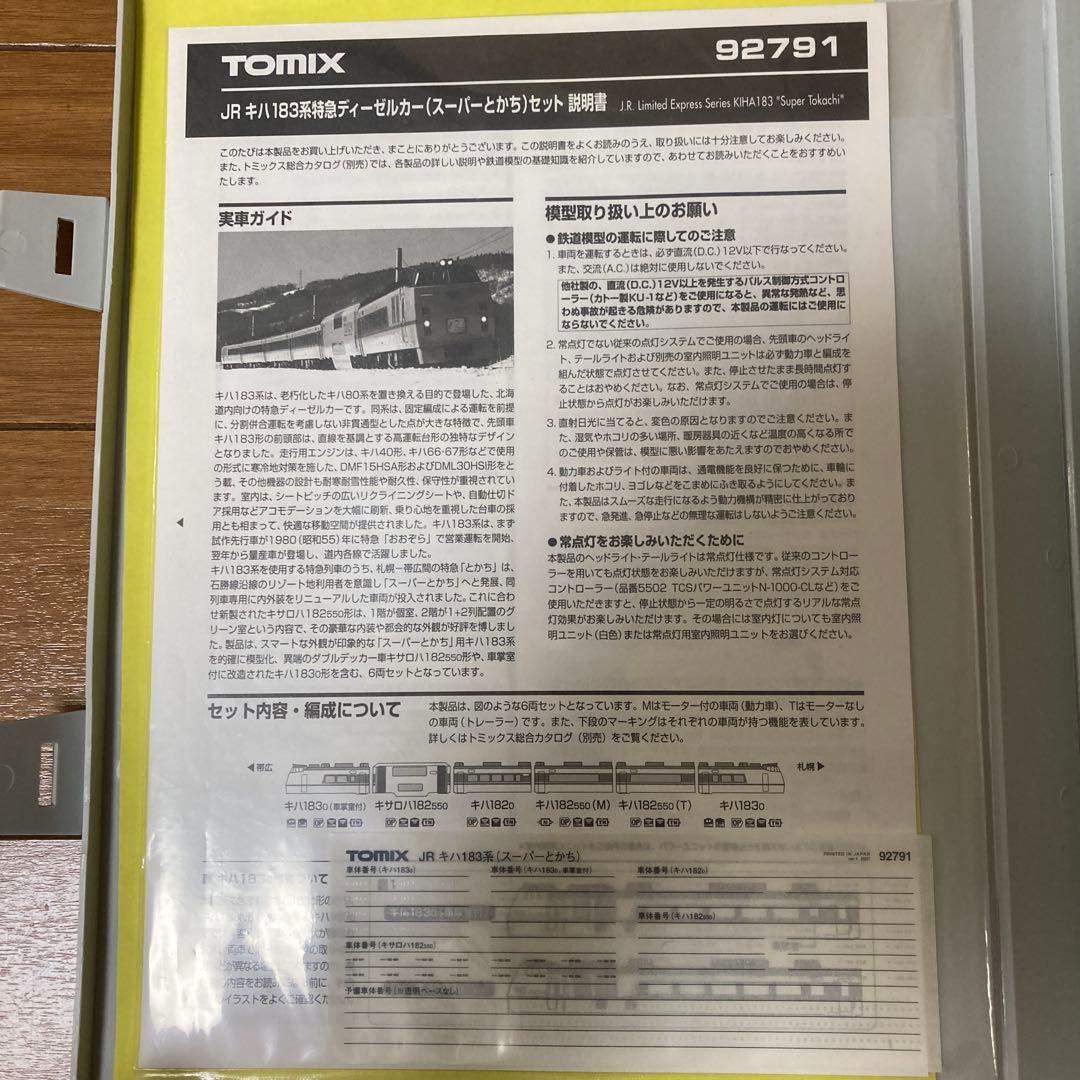 TOMIX 92791
JR キハ183系特急ディーゼルカー（スーパーとかち）セット 説明書 J.R. Limited Express Series KIHA183 "Super Tokachi"
このたびは本製品をお買い上げいただき、まことにありがとうございます。この説明書をよくお読みのうえ、取り扱いには十分注意してお楽しみください。
また、トミックス総合カタログ（別売）では、各製品の詳しい説明や鉄道模型の基礎知識を紹介していますので、あわせてお読みいただくことをおすすめい
たします。
実車ガイド
キハ183系は、老朽化したキハ80系を置き換える目的で登場した、北海
道内向けの特急ディーゼルカーです。同系は、固定編成による運転を前提
に、分割併合運転を考慮しない非貫通型とした点が大きな特徴で、先頭車
キハ183形の前頭部は、直線を基調とする高運転台形の独特なデザイン
となりました。走行用エンジンは、キハ40形、キハ66・67形などで使用
の形式に寒冷地対策を施した、DMF15HSA形およびDML30HSI形をと
う載、その他機器の設計も耐寒耐雪性能や耐久性、保守性が重視されてい
ます。室内は、シートピッチの広いリクライニングシートや、自動仕切ド
ア採用などアコモデーションを大幅に刷新、乗り心地を重視した台車の採
用とも相まって、快適な移動空間が提供されました。キハ183系は、まず
試作先行車が1980（昭和55）年に特急「おおぞら」で営業運転を開始、
翌年から量産車が登場し、道内各線で活躍しました。
キハ183系を使用する特急列車のうち、札幌ー帯広間の特急「とかち」は、
石勝線沿線のリゾート地利用者を意識し「スーパーとかち」へと発展、同
列車専用に内外装をリニューアルした車両が投入されました。これに合わ
せ新製されたキサロハ182550形は、1階が個室、2階が1+2列配置のグ
リーン室という内容で、その豪華な内装や都会的な外観が好評を博しまし
た。製品は、スマートな外観が印象的な「スーパーとかち」用キハ183系
を的確に模型化、異端のダブルデッカー車キサロハ182550形や、車掌室
付に改造されたキハ1830形を含む、6両セットとなっています。
模型取り扱い上のお願い
●鉄道模型の運転に際してのご注意
1. 車両を運転するときは、必ず直流（D.C.）12V以下で行なってください。
また、交流（A.C.）は絶対に使用しないでください。
他社製の、直流（D.C.）12V以上を発生するパルス制御方式コントロ
ーラー（カトー製KU-1など）をご使用になると、異常な発熱など、思
わぬ事故が起きる危険がありますので、本製品の運転にはご使用に
ならないでください。
2. 常点灯でない従来の点灯システムでご使用の場合、先頭車のヘッドライ
ト、テールライトおよび別売の室内照明ユニットは必ず動力車と編成を
組んだ状態で点灯させてください。また、停止させたまま長時間点灯す
ることはおやめください。なお、常点灯システムでご使用の場合は、停
止状態から点灯がお楽しみいただけます。
3. 直射日光に当てると、変色の原因となりますのでご注意ください。ま
た、湿気やホコリの多い場所、暖房器具の近くなど温度の高くなる所で
のご使用や保管は、模型に悪い影響をあたえますのでおやめください。
4. 動力車およびライト付の車両は、通電機能を良好に保つために、車輪に
付着したホコリ、ヨゴレなどをこまめにふき取るようにしてください。ま
た、本製品はスムーズな走行になるよう動力機構が精密に仕上がっており
ますので、急発進、急停止などの無理な運転はしないようご注意ください。
●常点灯をお楽しみいただくために
本製品のヘッドライト・テールライトは常点灯仕様です。従来のコントロー
ラーを用いても点灯状態をお楽しみいただけますが、常点灯システム対応
コントローラー（品番5502 TCSパワーユニットN-1000-CLなど）をご
使用いただきますと、停止状態から一定の明るさで点灯するリアルな常点
灯効果がお楽しみいただけます。その場合には室内灯についても室内照
明ユニット（白色）または常点灯用室内照明ユニットをお選びください。
セット内容・編成について
本製品は、図のような6両セットとなっています。Mはモーター付の車両（動力車）、Tはモーターなし
の車両（トレーラー）です。また、下段のマーキングはそれぞれの車両が持つ機能を表しています。
詳しくはトミックス総合カタログ（別売）をご覧ください。
◀帯広 札幌▶
キハ1830（車掌室付） キサロハ182550 キハ1820 キハ182550（M） キハ182550（T） キハ1830
TOMIX JR キハ183系（スーパーとかち） PRINTED IN JAPAN 92791
車体番号（キハ1830） 車体番号（キハ1830、車掌室付） 車体番号（キハ1820）
車体番号（キハ182550）
車体番号（キサロハ182550）
予備車体番号（※透明ベースなし）